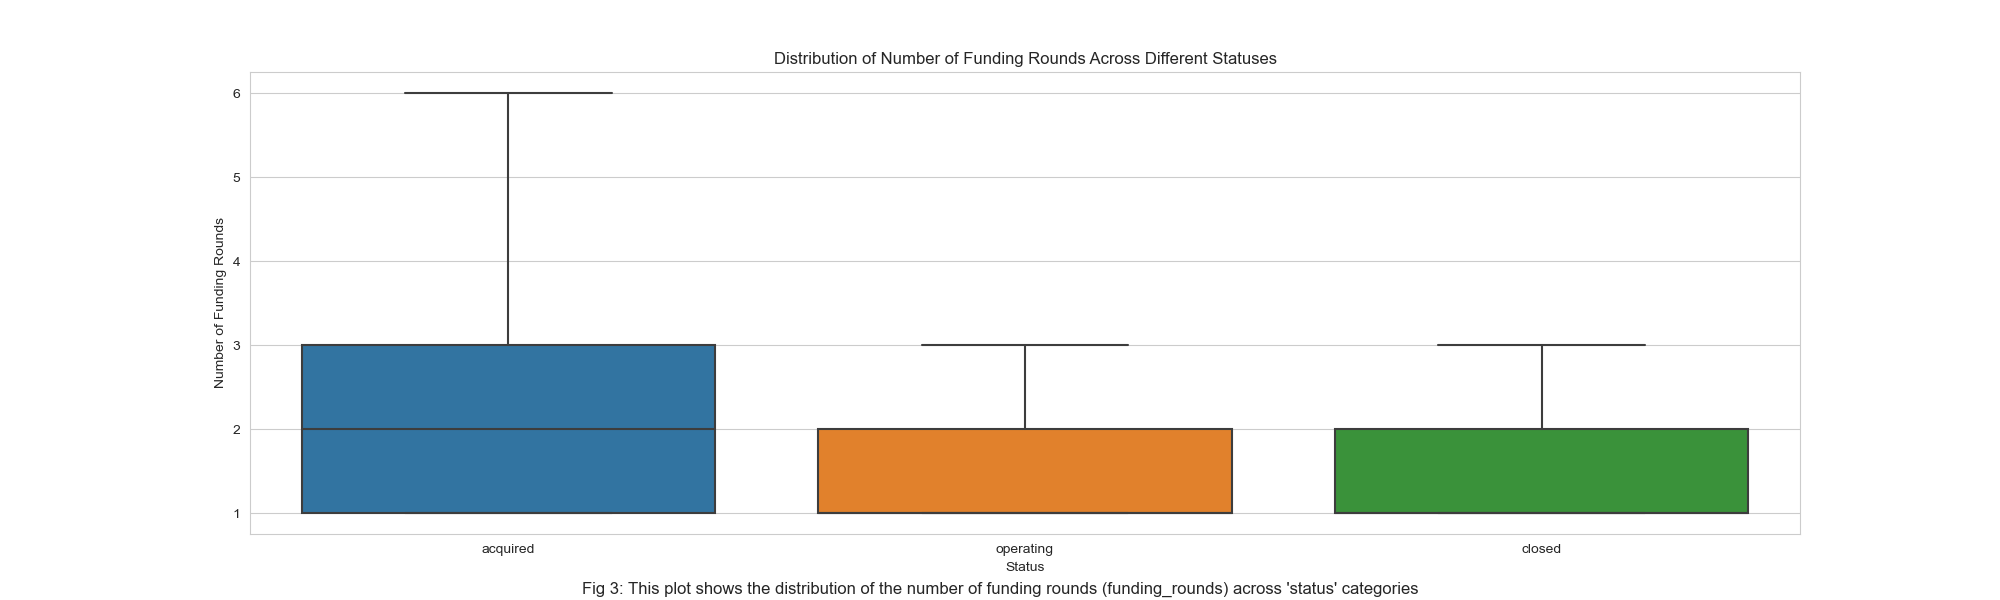 Distribution of Number of Funding Rounds Across Different Statuses
Number of Funding Rounds
6
5
4
3
2
1
acquired
operating
closed
Status
Fig 3: This plot shows the distribution of the number of funding rounds (funding_rounds) across 'status' categories